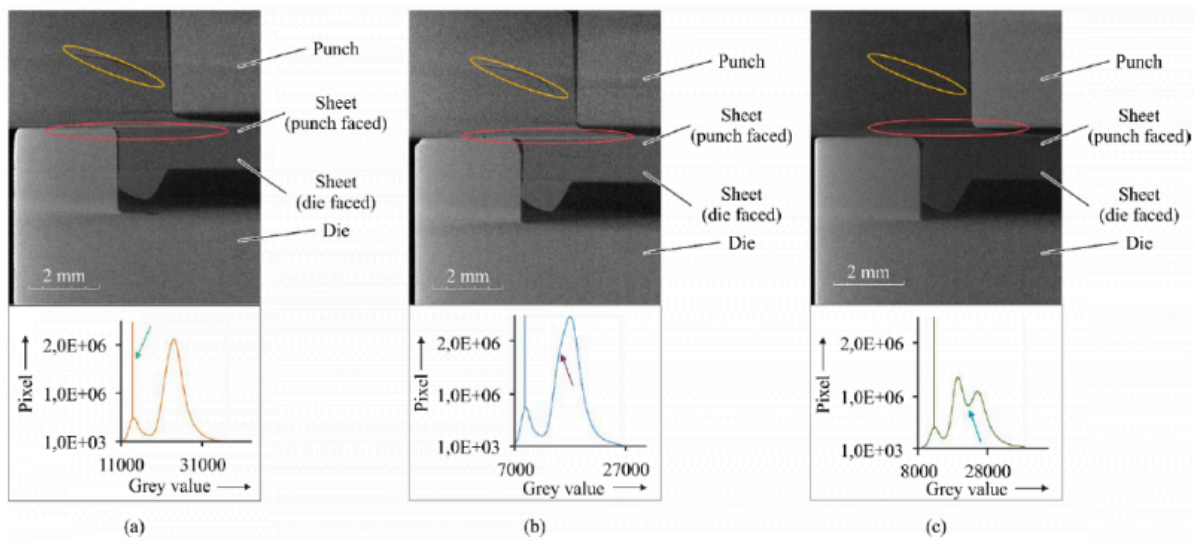 Punch
Sheet
(punch faced)
Sheet
(die faced)
Die
2 mm
Pixel
2,0E+06
1,0E+06
1,0E+03
11000
31000
Grey value
(a)
Punch
Sheet
(punch faced)
Sheet
(die faced)
Die
2 mm
Pixel
2,0E+06
1,0E+06
1,0E+03
7000
27000
Grey value
(b)
Punch
Sheet
(punch faced)
Sheet
(die faced)
Die
2 mm
Pixel
2,0E+06
1,0E+06
1,0E+03
8000
28000
Grey value
(c)